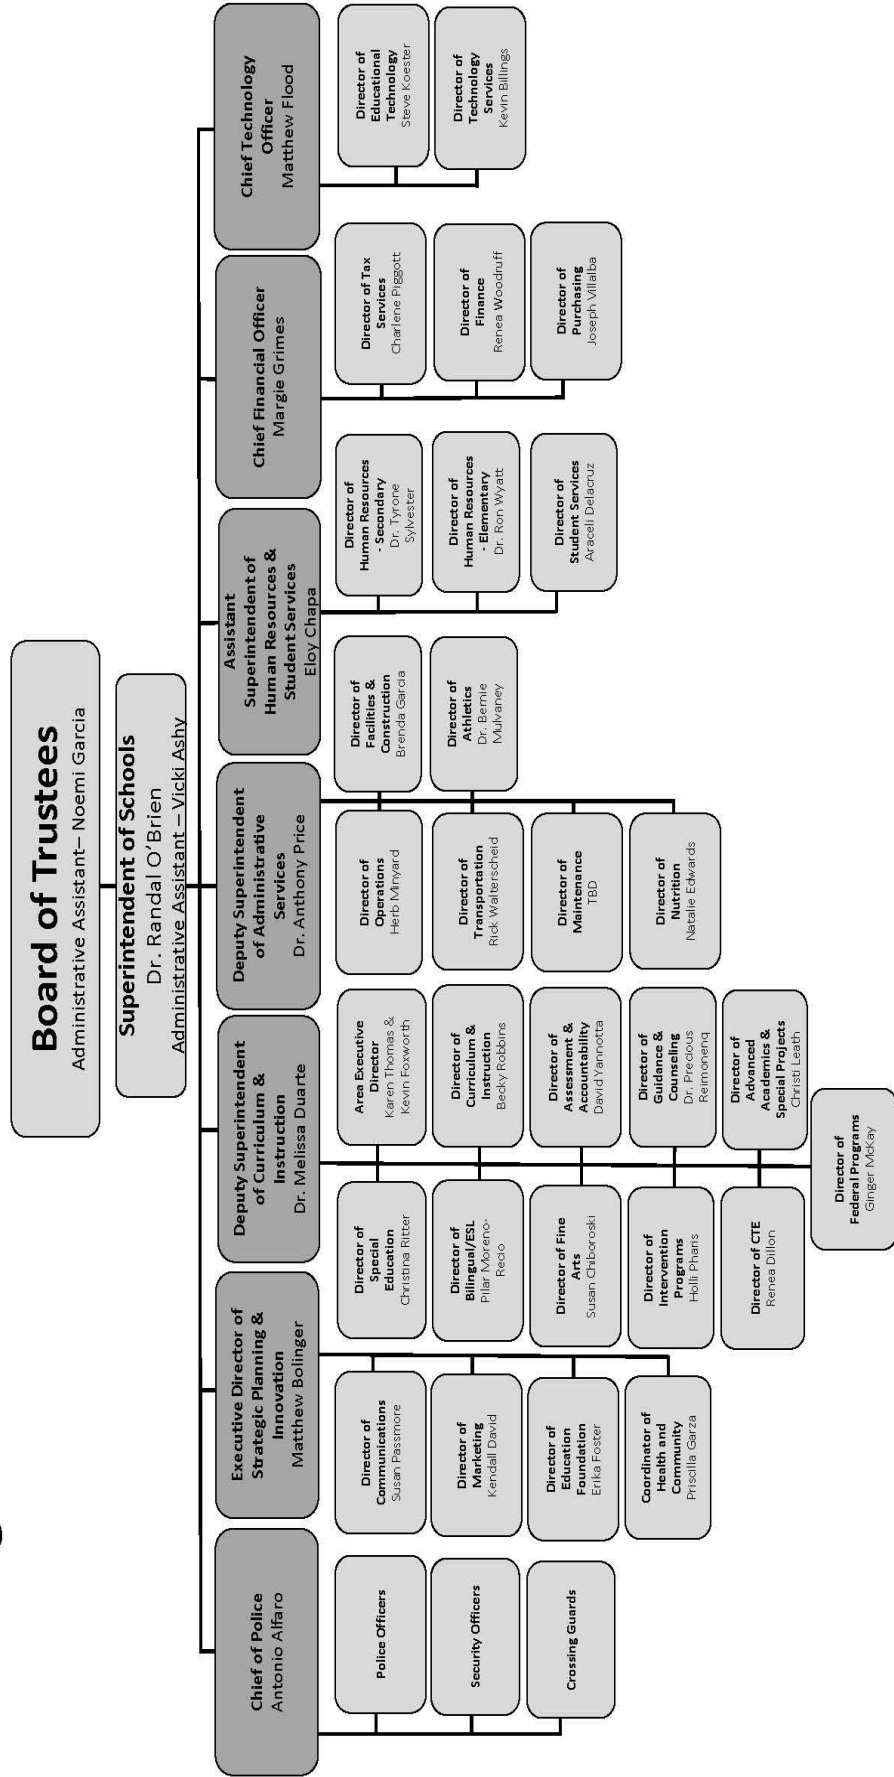 Board of Trustees
Administrative Assistant– Noemi Garcia
Superintendent of Schools
Dr. Randal O’Brien
Administrative Assistant – Vicki Ashy
Chief of Police
Antonio Alfaro
Police Officers
Security Officers
Crossing Guards
Executive Director of
Strategic Planning &
Innovation
Matthew Bolinger
Director of
Communications
Susan Passmore
Director of
Marketing
Kendall David
Director of
Education
Foundation
Erika Foster
Coordinator of
Health and
Community
Priscilla Garza
Deputy Superintendent
of Curriculum &
Instruction
Dr. Melissa Duarte
Director of
Special
Education
Christina Ritter
Area Executive
Director
Karen Thomas &
Kevin Foxworth
Director of
Bilingual/ESL
Pilar Moreno-
Recio
Director of
Curriculum &
Instruction
Becky Robbins
Director of Fine
Arts
Susan Chiboroski
Director of
Assessment &
Accountability
David Yannotta
Director of
Intervention
Programs
Holli Pharis
Director of
Guidance &
Counseling
Dr. Precious
Reimonenq
Director of CTE
Renea Dillon
Director of
Advanced
Academics &
Special Projects
Christi Leath
Director of
Federal Programs
Ginger McKay
Deputy Superintendent
of Administrative
Services
Dr. Anthony Price
Director of
Operations
Herb Minyard
Director of
Facilities &
Construction
Brenda Garcia
Director of
Transportation
Rick Walterscheid
Director of
Athletics
Dr. Bernie
Mulvaney
Director of
Maintenance
TBD
Director of
Nutrition
Natalie Edwards
Assistant
Superintendent of
Human Resources &
Student Services
Eloy Chapa
Director of
Human Resources
- Secondary
Dr. Tyrone
Sylvester
Director of
Human Resources
- Elementary
Dr. Ron Wyatt
Director of
Student Services
Araceli Delacruz
Chief Financial Officer
Margie Grimes
Director of Tax
Services
Charlene Piggott
Director of
Finance
Renea Woodruff
Director of
Purchasing
Joseph Villalba
Chief Technology
Officer
Matthew Flood
Director of
Educational
Technology
Steve Koester
Director of
Technology
Services
Kevin Billings